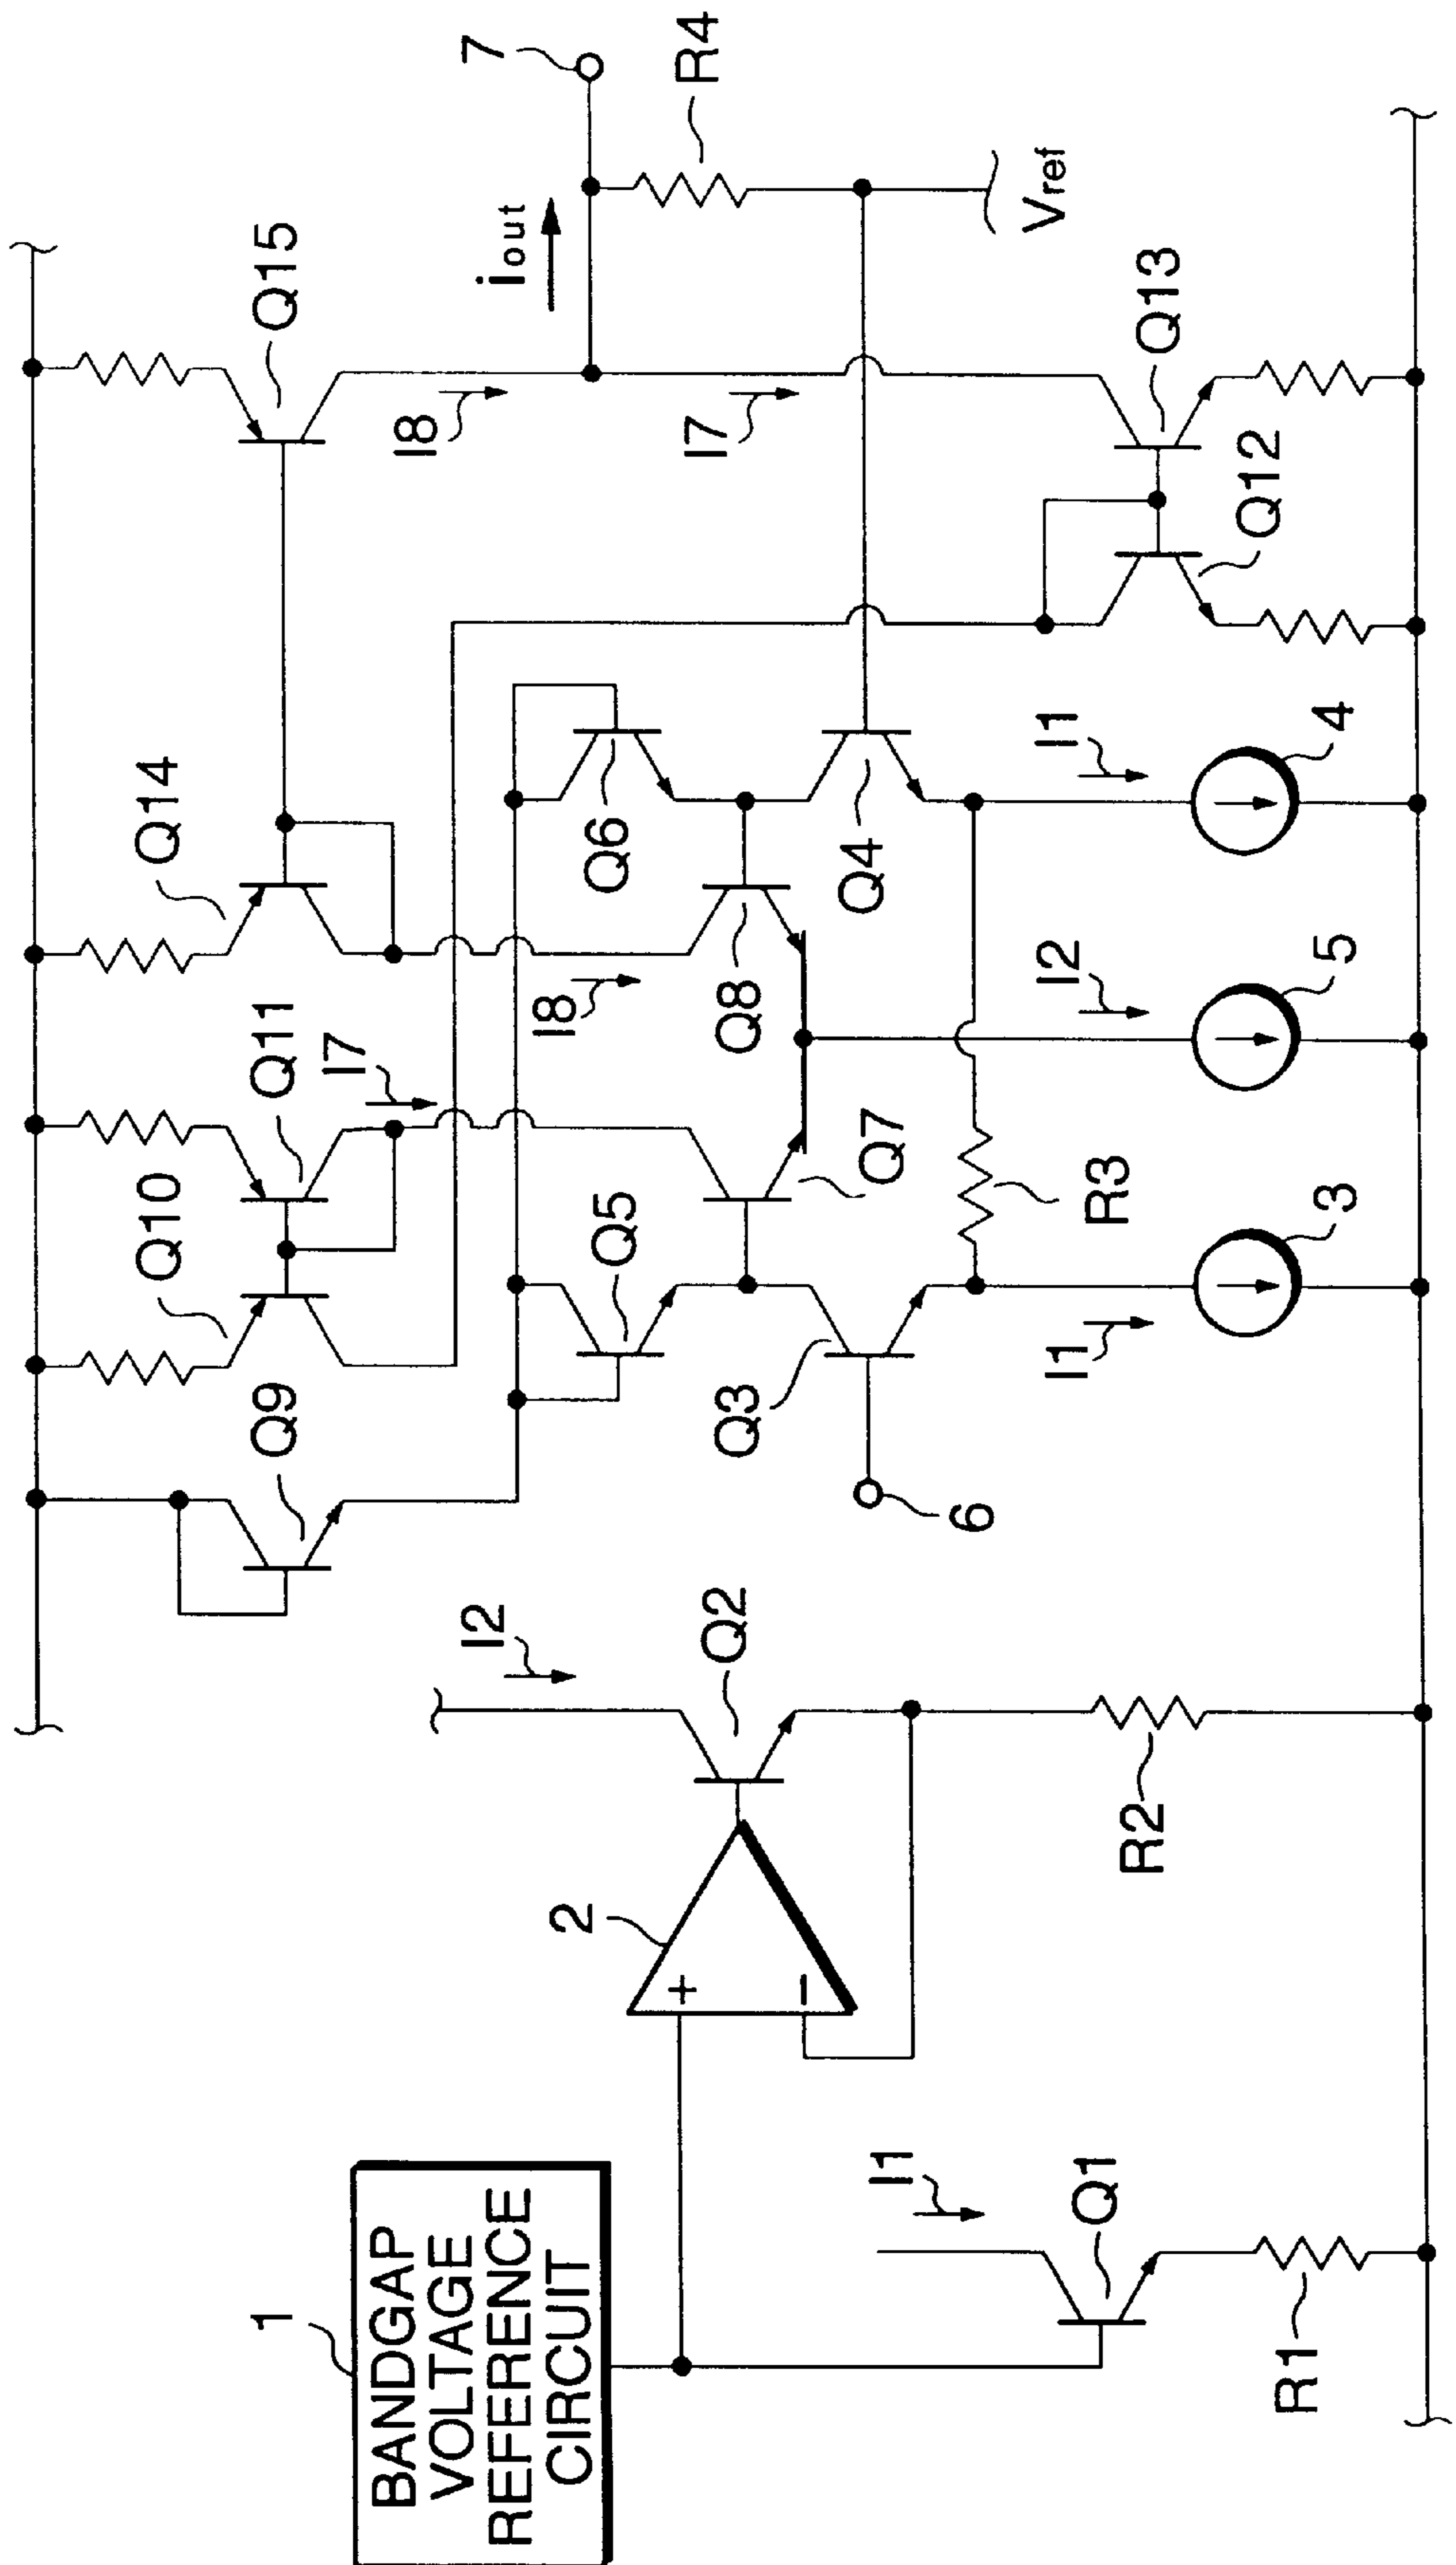 1
BANDGAP
VOLTAGE
REFERENCE
CIRCUIT
I1
Q1
R1
2
+
−
I2
Q2
R2
Q9
Q10
Q11
I7
Q14
Q15
I8
I8
I7
iout
7
R4
Vref
Q5
Q6
Q7
Q8
Q3
Q4
6
R3
I1
3
I2
5
I1
4
Q12
Q13